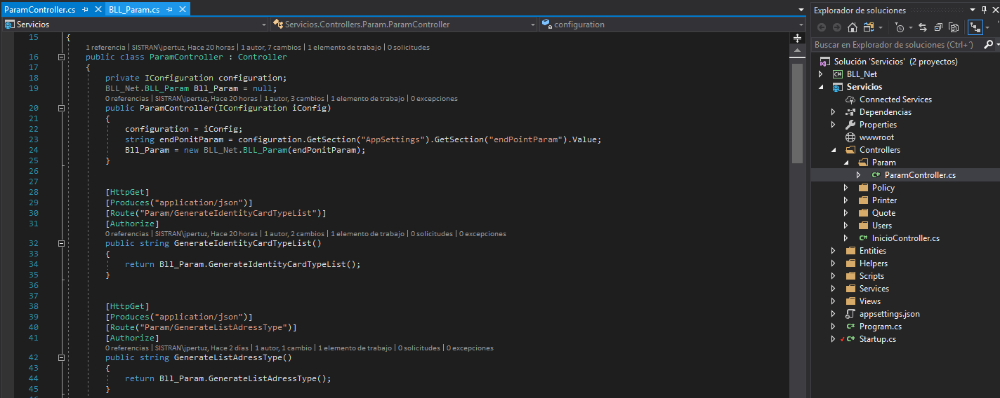 ParamController.cs
BLL_Param.cs
Servicios
Servicios.Controllers.Param.ParamController
configuration
15 {
1 referencia | SISTRAN\jpertuz, Hace 20 horas | 1 autor, 7 cambios | 1 elemento de trabajo | 0 solicitudes
16 public class ParamController : Controller
17 {
18 private IConfiguration configuration;
19 BLL_Net.BLL_Param Bll_Param = null;
0 referencias | SISTRAN\jpertuz, Hace 20 horas | 1 autor, 3 cambios | 1 elemento de trabajo | 0 excepciones
20 public ParamController(IConfiguration iConfig)
21 {
22 configuration = iConfig;
23 string endPonitParam = configuration.GetSection("AppSettings").GetSection("endPointParam").Value;
24 Bll_Param = new BLL_Net.BLL_Param(endPonitParam);
25 }
26
27
28 [HttpGet]
29 [Produces("application/json")]
30 [Route("Param/GenerateIdentityCardTypeList")]
31 [Authorize]
0 referencias | SISTRAN\jpertuz, Hace 20 horas | 1 autor, 2 cambios | 1 elemento de trabajo | 0 solicitudes | 0 excepciones
32 public string GenerateIdentityCardTypeList()
33 {
34 return Bll_Param.GenerateIdentityCardTypeList();
35 }
36
37
38 [HttpGet]
39 [Produces("application/json")]
40 [Route("Param/GenerateListAdressType")]
41 [Authorize]
0 referencias | SISTRAN\jpertuz, Hace 2 días | 1 autor, 1 cambio | 1 elemento de trabajo | 0 solicitudes | 0 excepciones
42 public string GenerateListAdressType()
43 {
44 return Bll_Param.GenerateListAdressType();
45 }
Explorador de soluciones
Buscar en Explorador de soluciones (Ctrl+´)
Solución 'Servicios' (2 proyectos)
C# BLL_Net
Servicios
Connected Services
Dependencias
Properties
wwwroot
Controllers
Param
C# ParamController.cs
Policy
Printer
Quote
Users
C# InicioController.cs
Entities
Helpers
Scripts
Services
Views
appsettings.json
C# Program.cs
C# Startup.cs